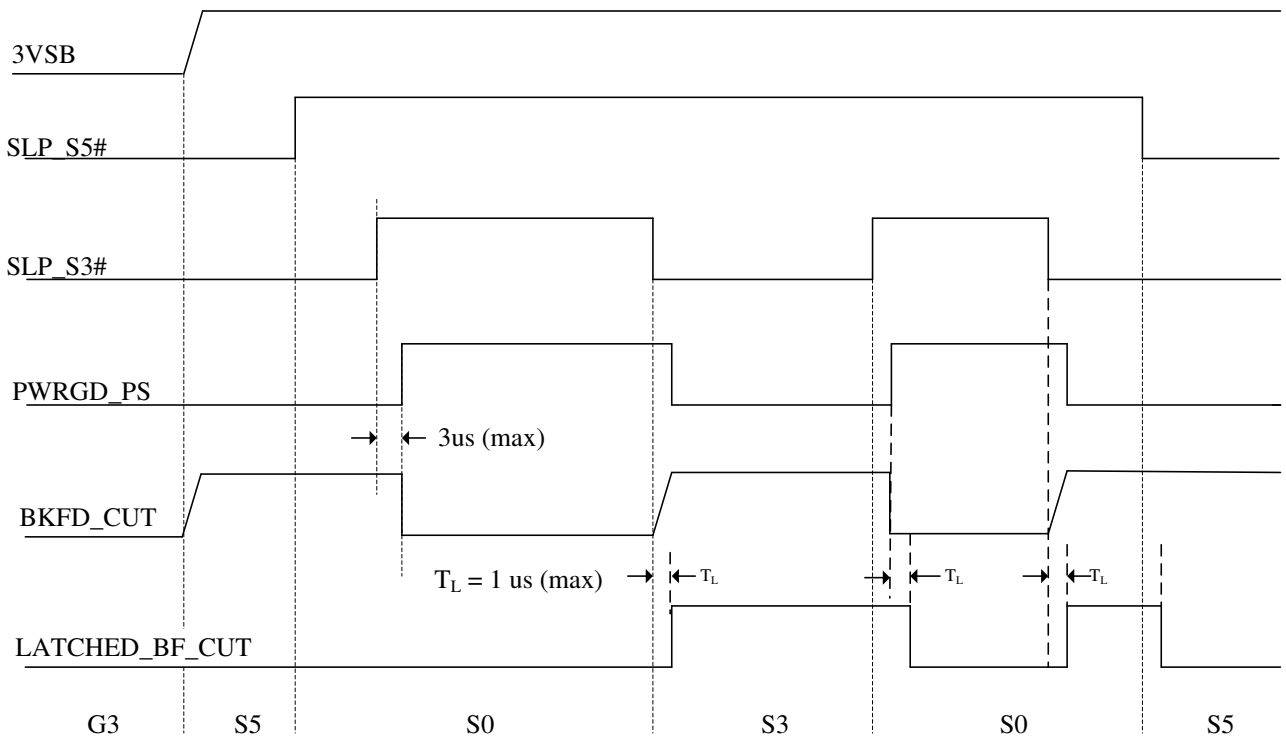 3VSB
SLP_S5#
SLP_S3#
PWRGD_PS
3us (max)
BKFD_CUT
T_L = 1 us (max)
T_L
T_L
T_L
LATCHED_BF_CUT
G3 S5 S0 S3 S0 S5